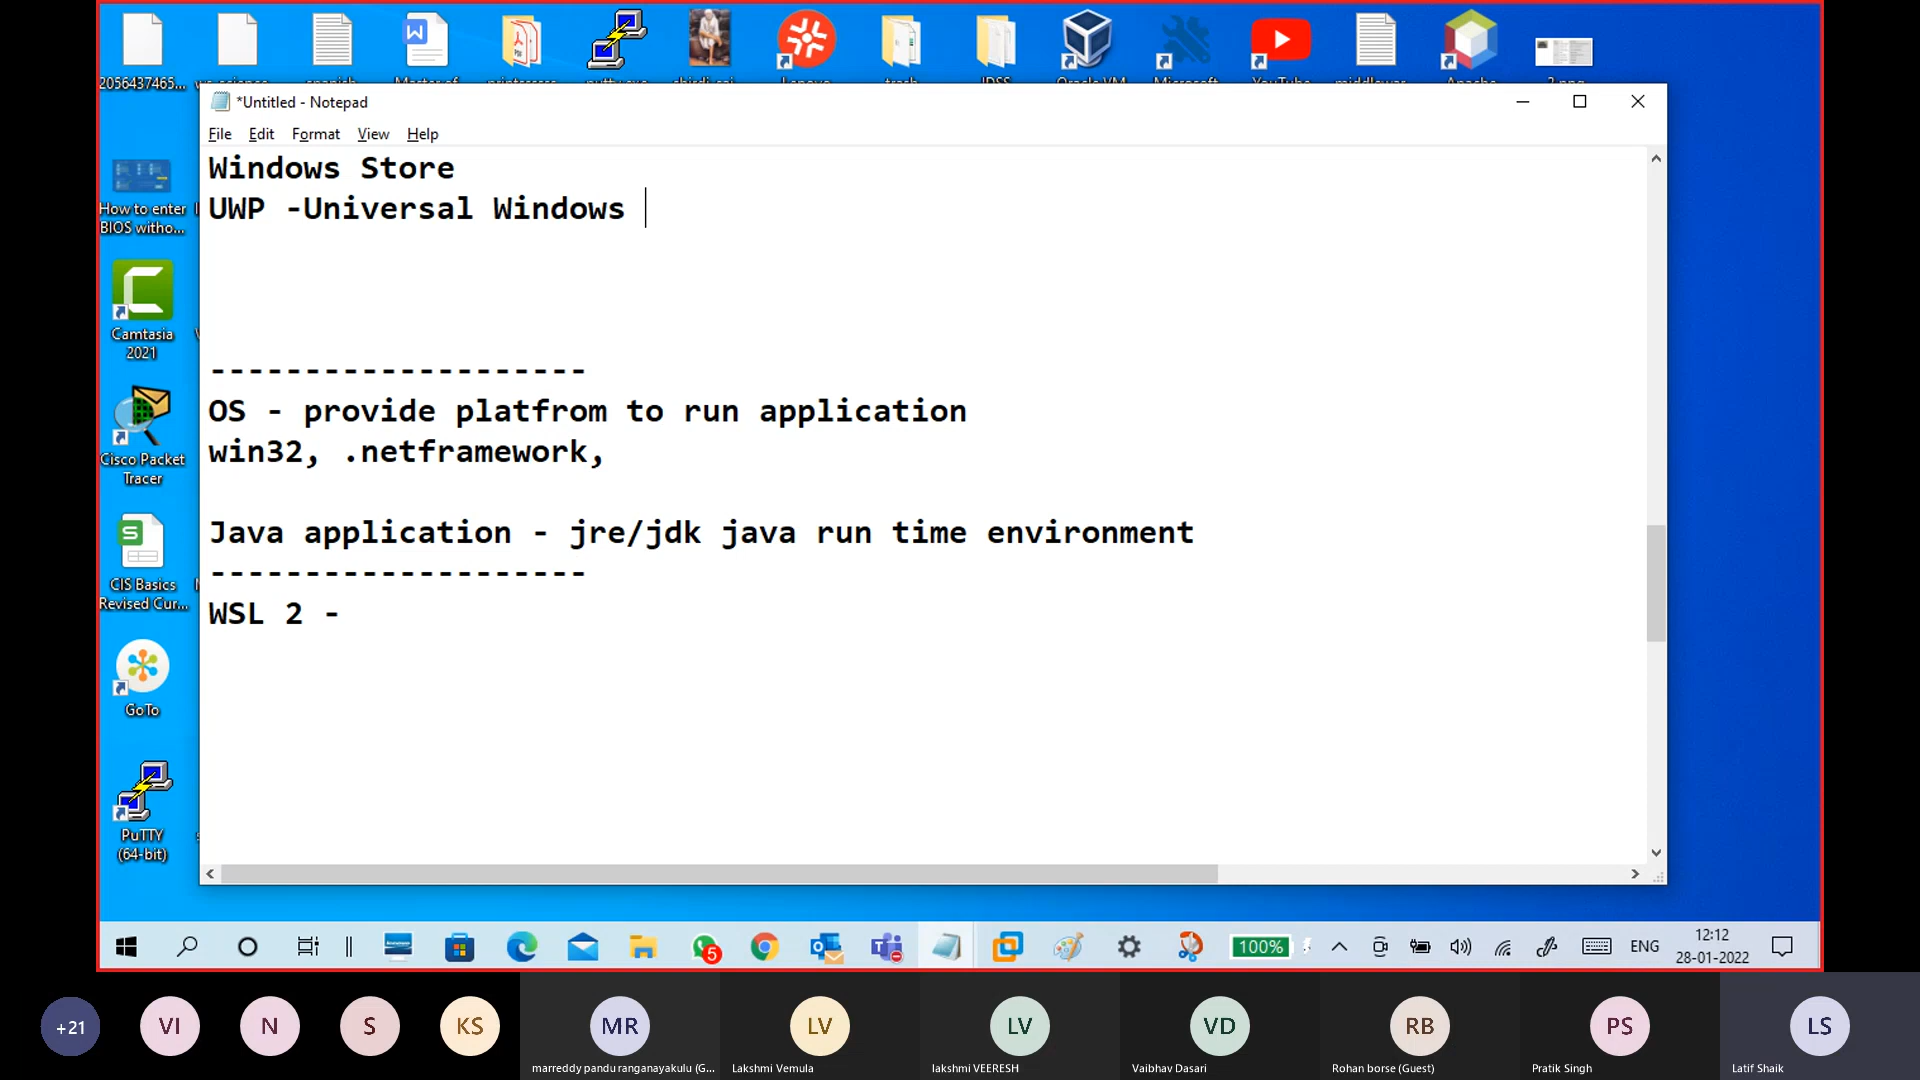 2056437465...
*Untitled - Notepad
File Edit Format View Help
Windows Store
UWP -Universal Windows
--------------------
OS - provide platfrom to run application
win32, .netframework,
Java application - jre/jdk java run time environment
--------------------
WSL 2 -
How to enter
BIOS witho...
Camtasia
2021
Cisco Packet
Tracer
CIS Basics
Revised Cur...
GoTo
PuTTY
(64-bit)
5
100%
ENG
12:12
28-01-2022
+21
VI
N
S
KS
MR
LV
LV
VD
RB
PS
LS
marreddy pandu ranganayakulu (G...
Lakshmi Vemula
lakshmi VEERESH
Vaibhav Dasari
Rohan borse (Guest)
Pratik Singh
Latif Shaik